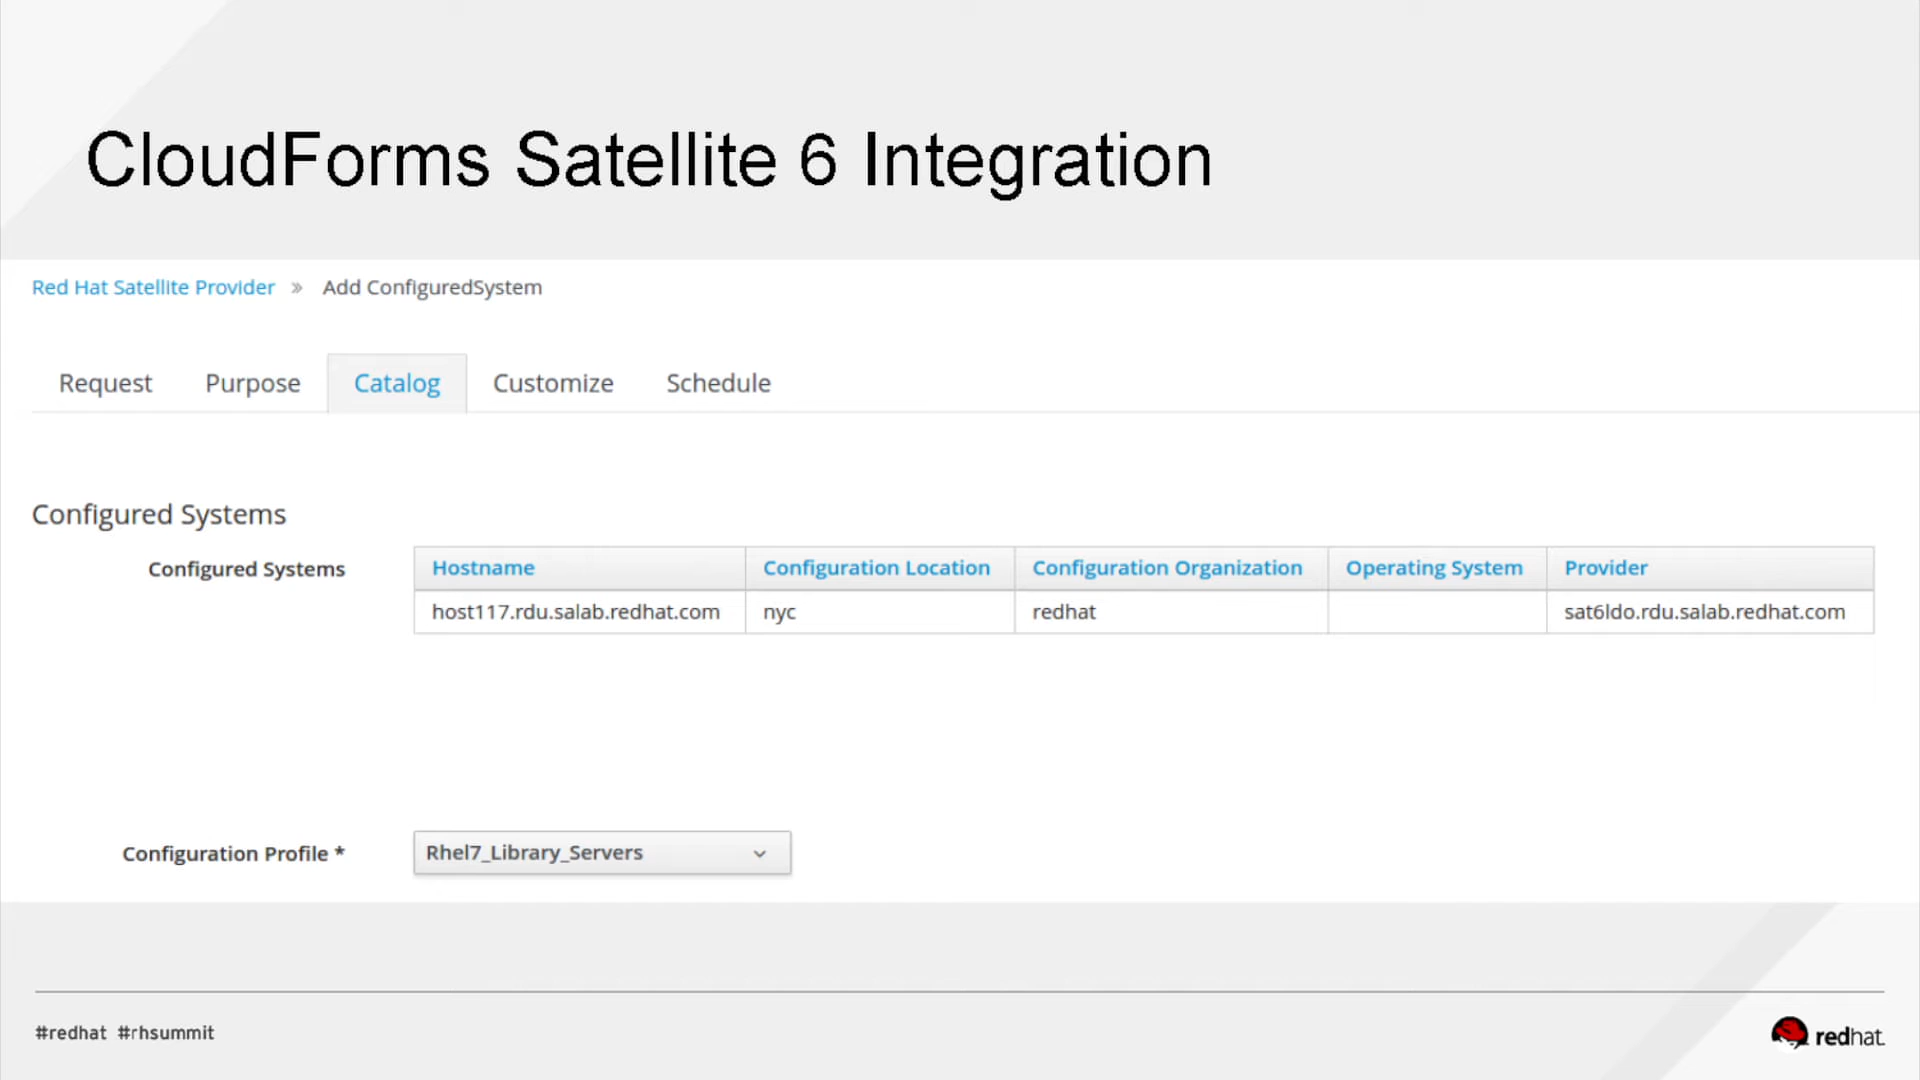 CloudForms Satellite 6 Integration
Red Hat Satellite Provider » Add ConfiguredSystem
Request Purpose Catalog Customize Schedule
Configured Systems
Configured Systems Hostname Configuration Location Configuration Organization Operating System Provider
host117.rdu.salab.redhat.com nyc redhat sat6ldo.rdu.salab.redhat.com
Configuration Profile * Rhel7_Library_Servers
#redhat #rhsummit
redhat.